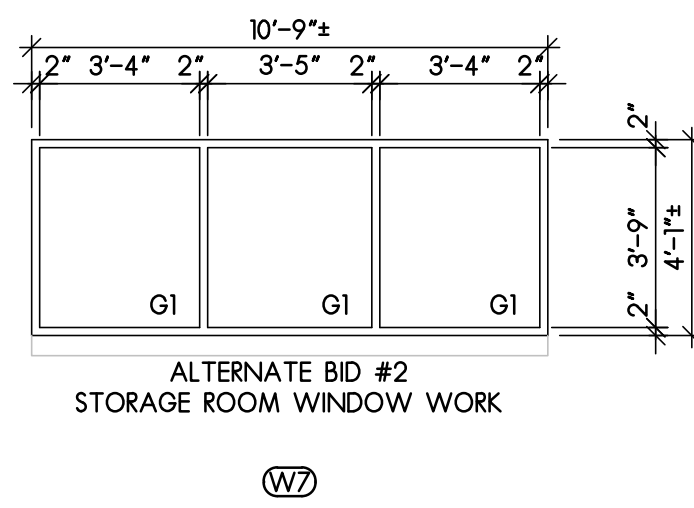 10'-9"±
2" 3'-4" 2" 3'-5" 2" 3'-4" 2"
2"
3'-9"
4'-1"±
2"
G1 G1 G1
ALTERNATE BID #2
STORAGE ROOM WINDOW WORK
W7